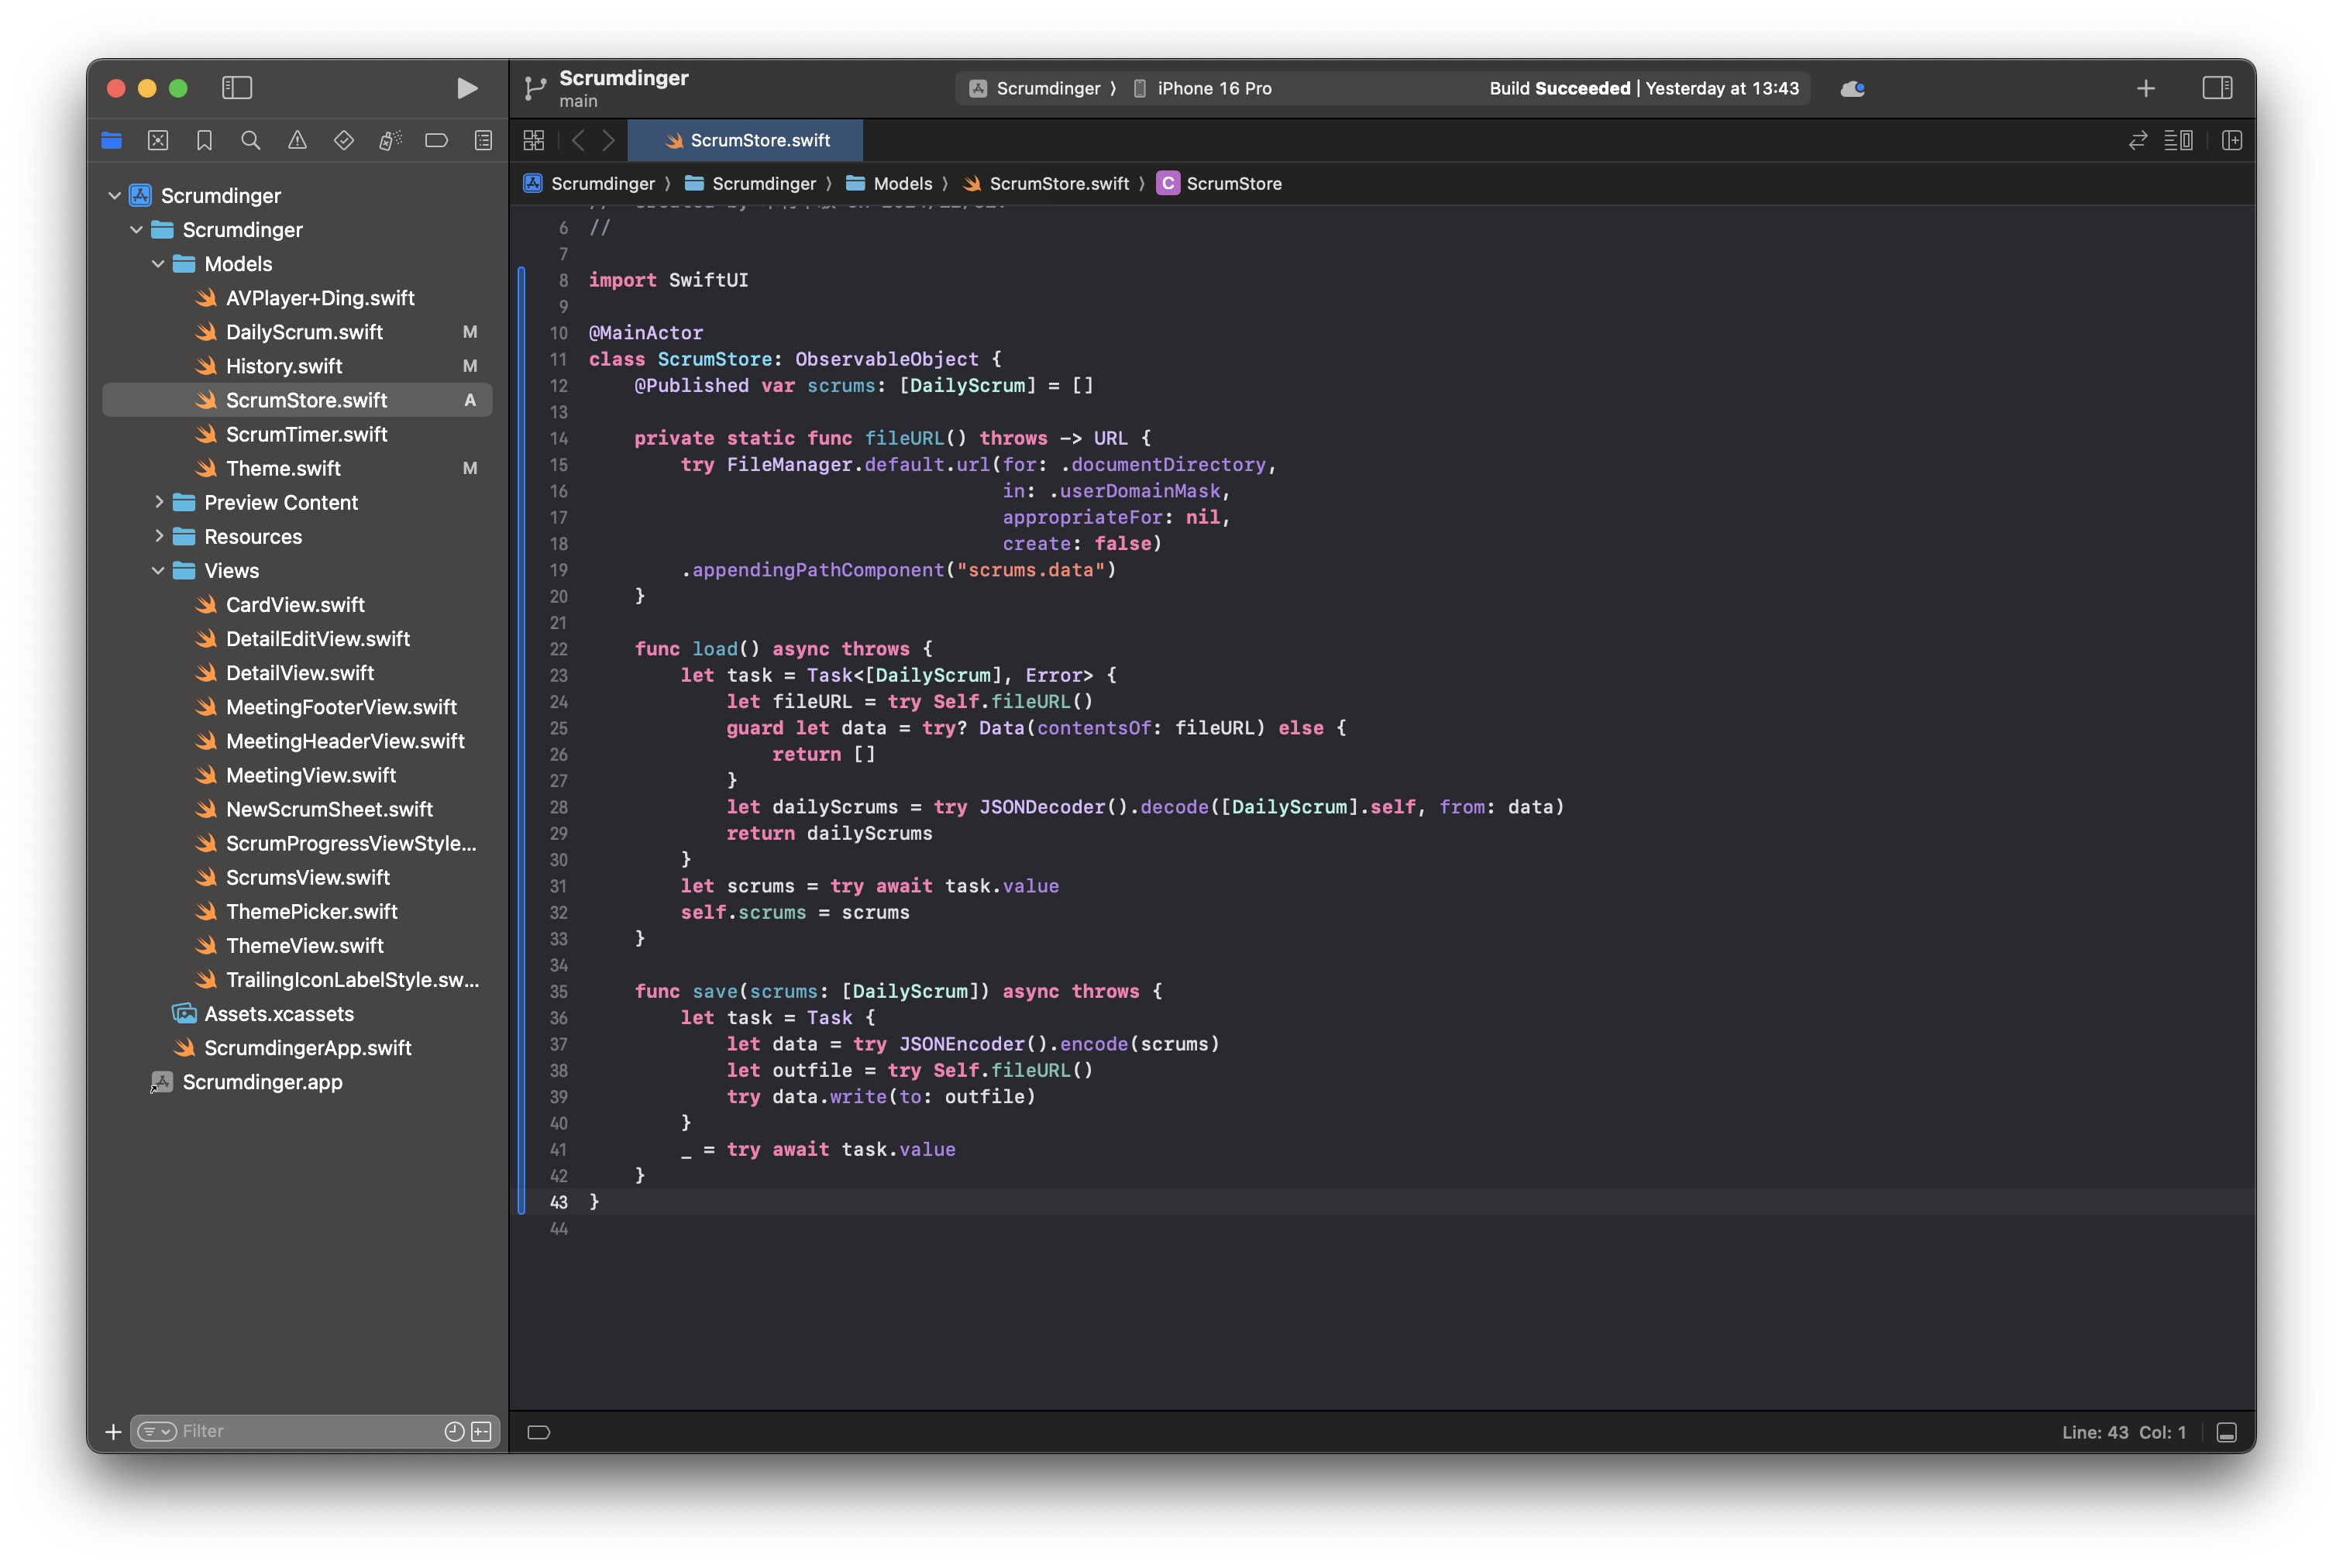 Scrumdinger
main
Scrumdinger ⟩ iPhone 16 Pro
Build Succeeded | Yesterday at 13:43
ScrumStore.swift
Scrumdinger ⟩ Scrumdinger ⟩ Models ⟩ ScrumStore.swift ⟩ C ScrumStore
Scrumdinger
Scrumdinger
Models
AVPlayer+Ding.swift
DailyScrum.swift M
History.swift M
ScrumStore.swift A
ScrumTimer.swift
Theme.swift M
Preview Content
Resources
Views
CardView.swift
DetailEditView.swift
DetailView.swift
MeetingFooterView.swift
MeetingHeaderView.swift
MeetingView.swift
NewScrumSheet.swift
ScrumProgressViewStyle...
ScrumsView.swift
ThemePicker.swift
ThemeView.swift
TrailingIconLabelStyle.sw...
Assets.xcassets
ScrumdingerApp.swift
Scrumdinger.app
Filter
6 //
7
8 import SwiftUI
9
10 @MainActor
11 class ScrumStore: ObservableObject {
12     @Published var scrums: [DailyScrum] = []
13
14     private static func fileURL() throws -> URL {
15         try FileManager.default.url(for: .documentDirectory,
16                                     in: .userDomainMask,
17                                     appropriateFor: nil,
18                                     create: false)
19         .appendingPathComponent("scrums.data")
20     }
21
22     func load() async throws {
23         let task = Task<[DailyScrum], Error> {
24             let fileURL = try Self.fileURL()
25             guard let data = try? Data(contentsOf: fileURL) else {
26                 return []
27             }
28             let dailyScrums = try JSONDecoder().decode([DailyScrum].self, from: data)
29             return dailyScrums
30         }
31         let scrums = try await task.value
32         self.scrums = scrums
33     }
34
35     func save(scrums: [DailyScrum]) async throws {
36         let task = Task {
37             let data = try JSONEncoder().encode(scrums)
38             let outfile = try Self.fileURL()
39             try data.write(to: outfile)
40         }
41         _ = try await task.value
42     }
43 }
44
Line: 43 Col: 1